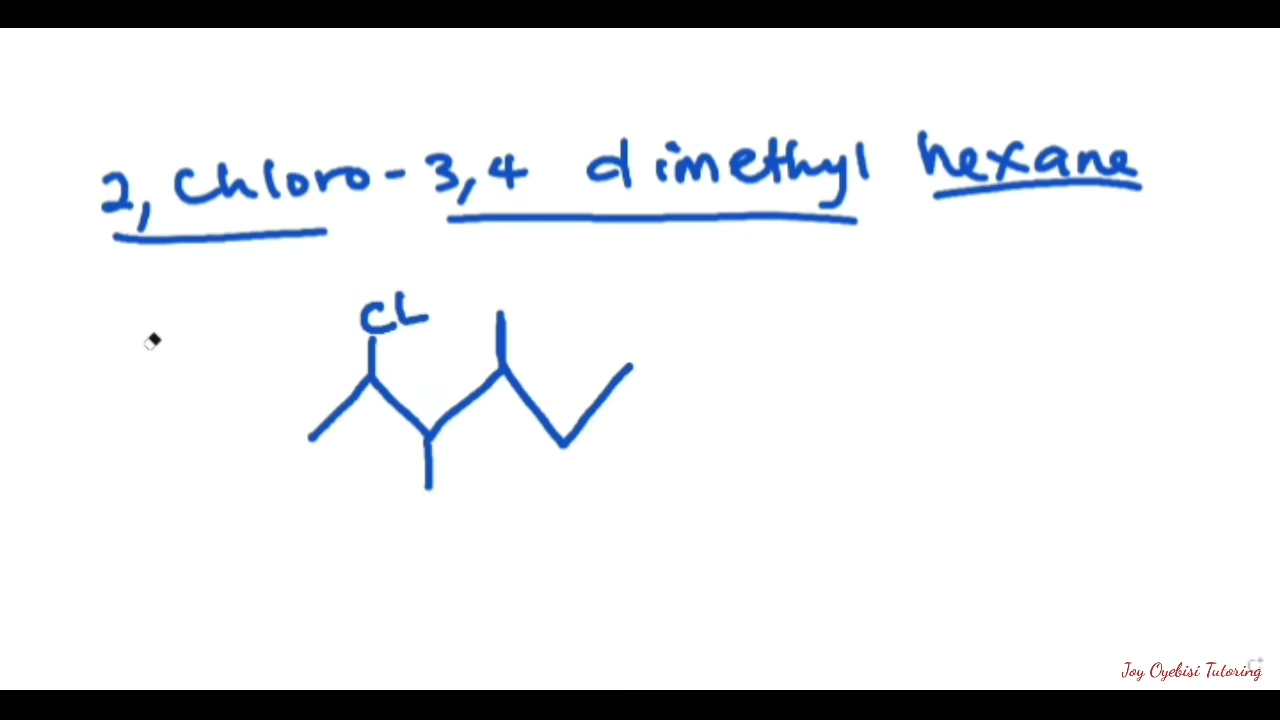 2, Chloro-3,4 dimethyl hexane
CL
Joy Oyebisi Tutoring